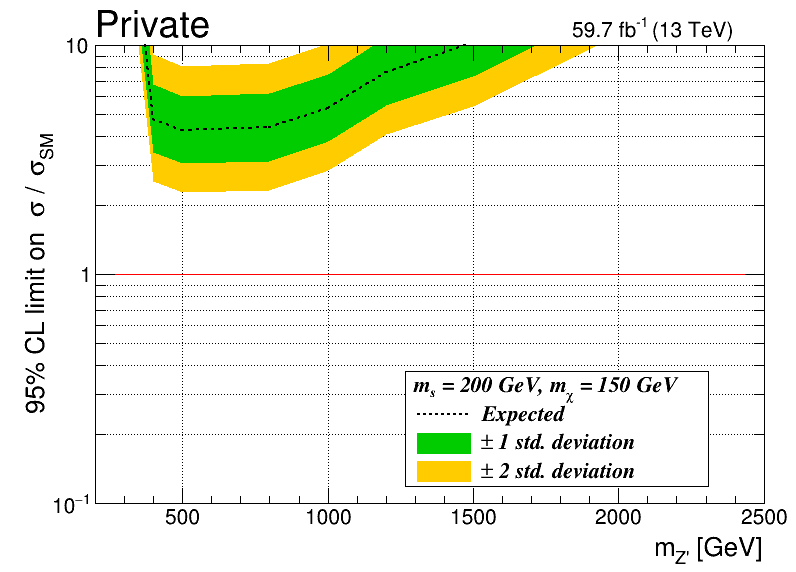 Private
59.7 fb⁻¹ (13 TeV)
10
1
10⁻¹
95% CL limit on σ / σ_SM
m_s = 200 GeV, m_χ = 150 GeV
Expected
± 1 std. deviation
± 2 std. deviation
500 1000 1500 2000 2500
m_Z' [GeV]